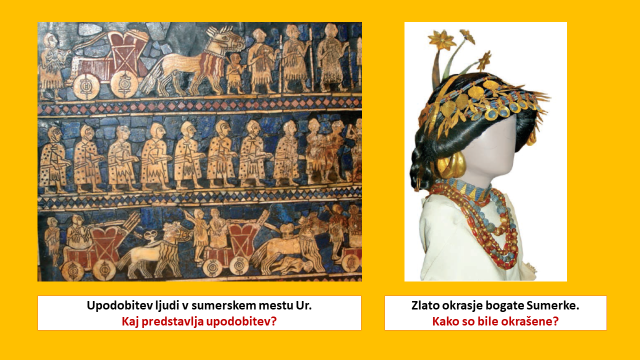 Upodobitev ljudi v sumerskem mestu Ur.
Kaj predstavlja upodobitev?
Zlato okrasje bogate Sumerke.
Kako so bile okrašene?